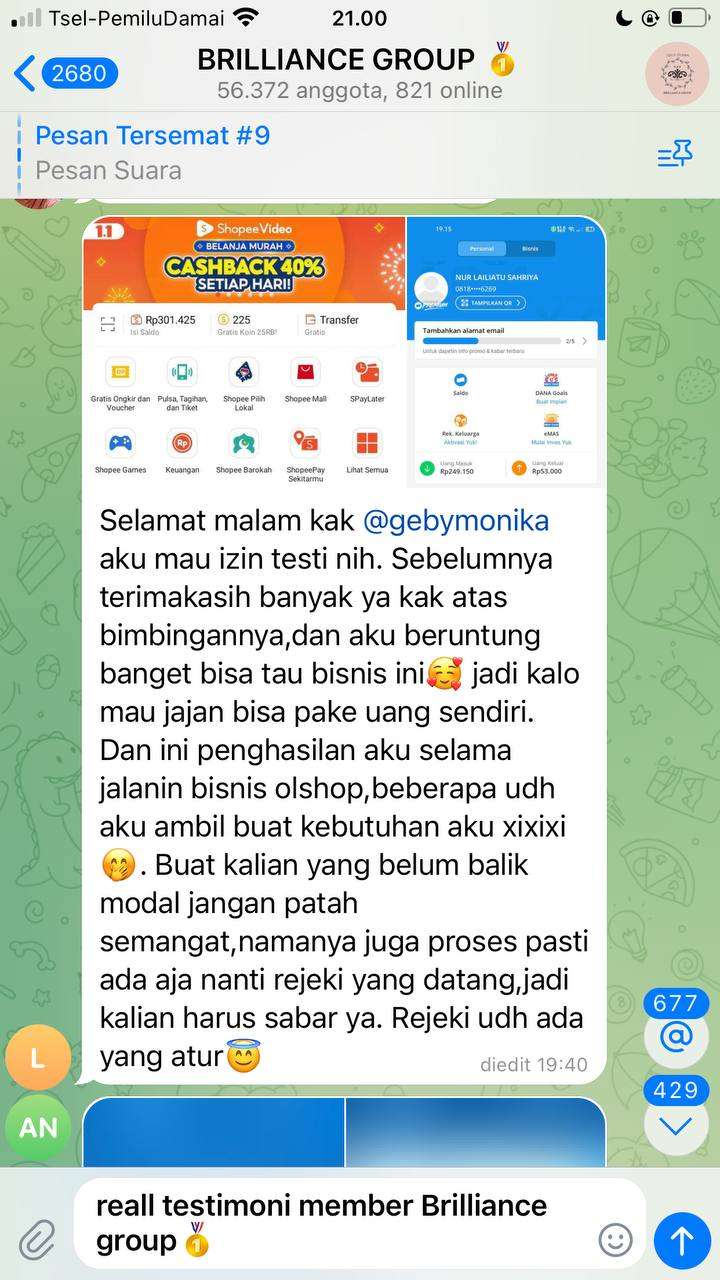 Tsel-PemiluDamai
21.00
2680
BRILLIANCE GROUP 🏅
56.372 anggota, 821 online
Pesan Tersemat #9
Pesan Suara
1.1
ShopeeVideo
BELANJA MURAH
CASHBACK 40%
SETIAP HARI!
Rp301.425
Isi Saldo
225
Gratis Koin 25RB!
Transfer
Gratis
Gratis Ongkir dan Voucher
Pulsa, Tagihan, dan Tiket
Shopee Pilih Lokal
Shopee Mall
SPayLater
Shopee Games
Keuangan
Shopee Barokah
ShopeePay Sekitarmu
Lihat Semua
19.15
Personal
Bisnis
NUR LAILIATU SAHRIYA
0818••••6269
TAMPILKAN QR
Tambahkan alamat email
2/5
Untuk dapetin info promo & kabar terbaru
Saldo
DANA Goals
Buat Impian
Rek. Keluarga
Aktivasi Yuk!
eMAS
Mulai Inves Yuk
Uang Masuk
Rp249.150
Uang Keluar
Rp53.000
Selamat malam kak @gebymonika
aku mau izin testi nih. Sebelumnya
terimakasih banyak ya kak atas
bimbingannya,dan aku beruntung
banget bisa tau bisnis ini🥰 jadi kalo
mau jajan bisa pake uang sendiri.
Dan ini penghasilan aku selama
jalanin bisnis olshop,beberapa udh
aku ambil buat kebutuhan aku xixixi
🤭. Buat kalian yang belum balik
modal jangan patah
semangat,namanya juga proses pasti
ada aja nanti rejeki yang datang,jadi
kalian harus sabar ya. Rejeki udh ada
yang atur😇
diedit 19:40
677
@
429
L
AN
reall testimoni member Brilliance
group 🏅